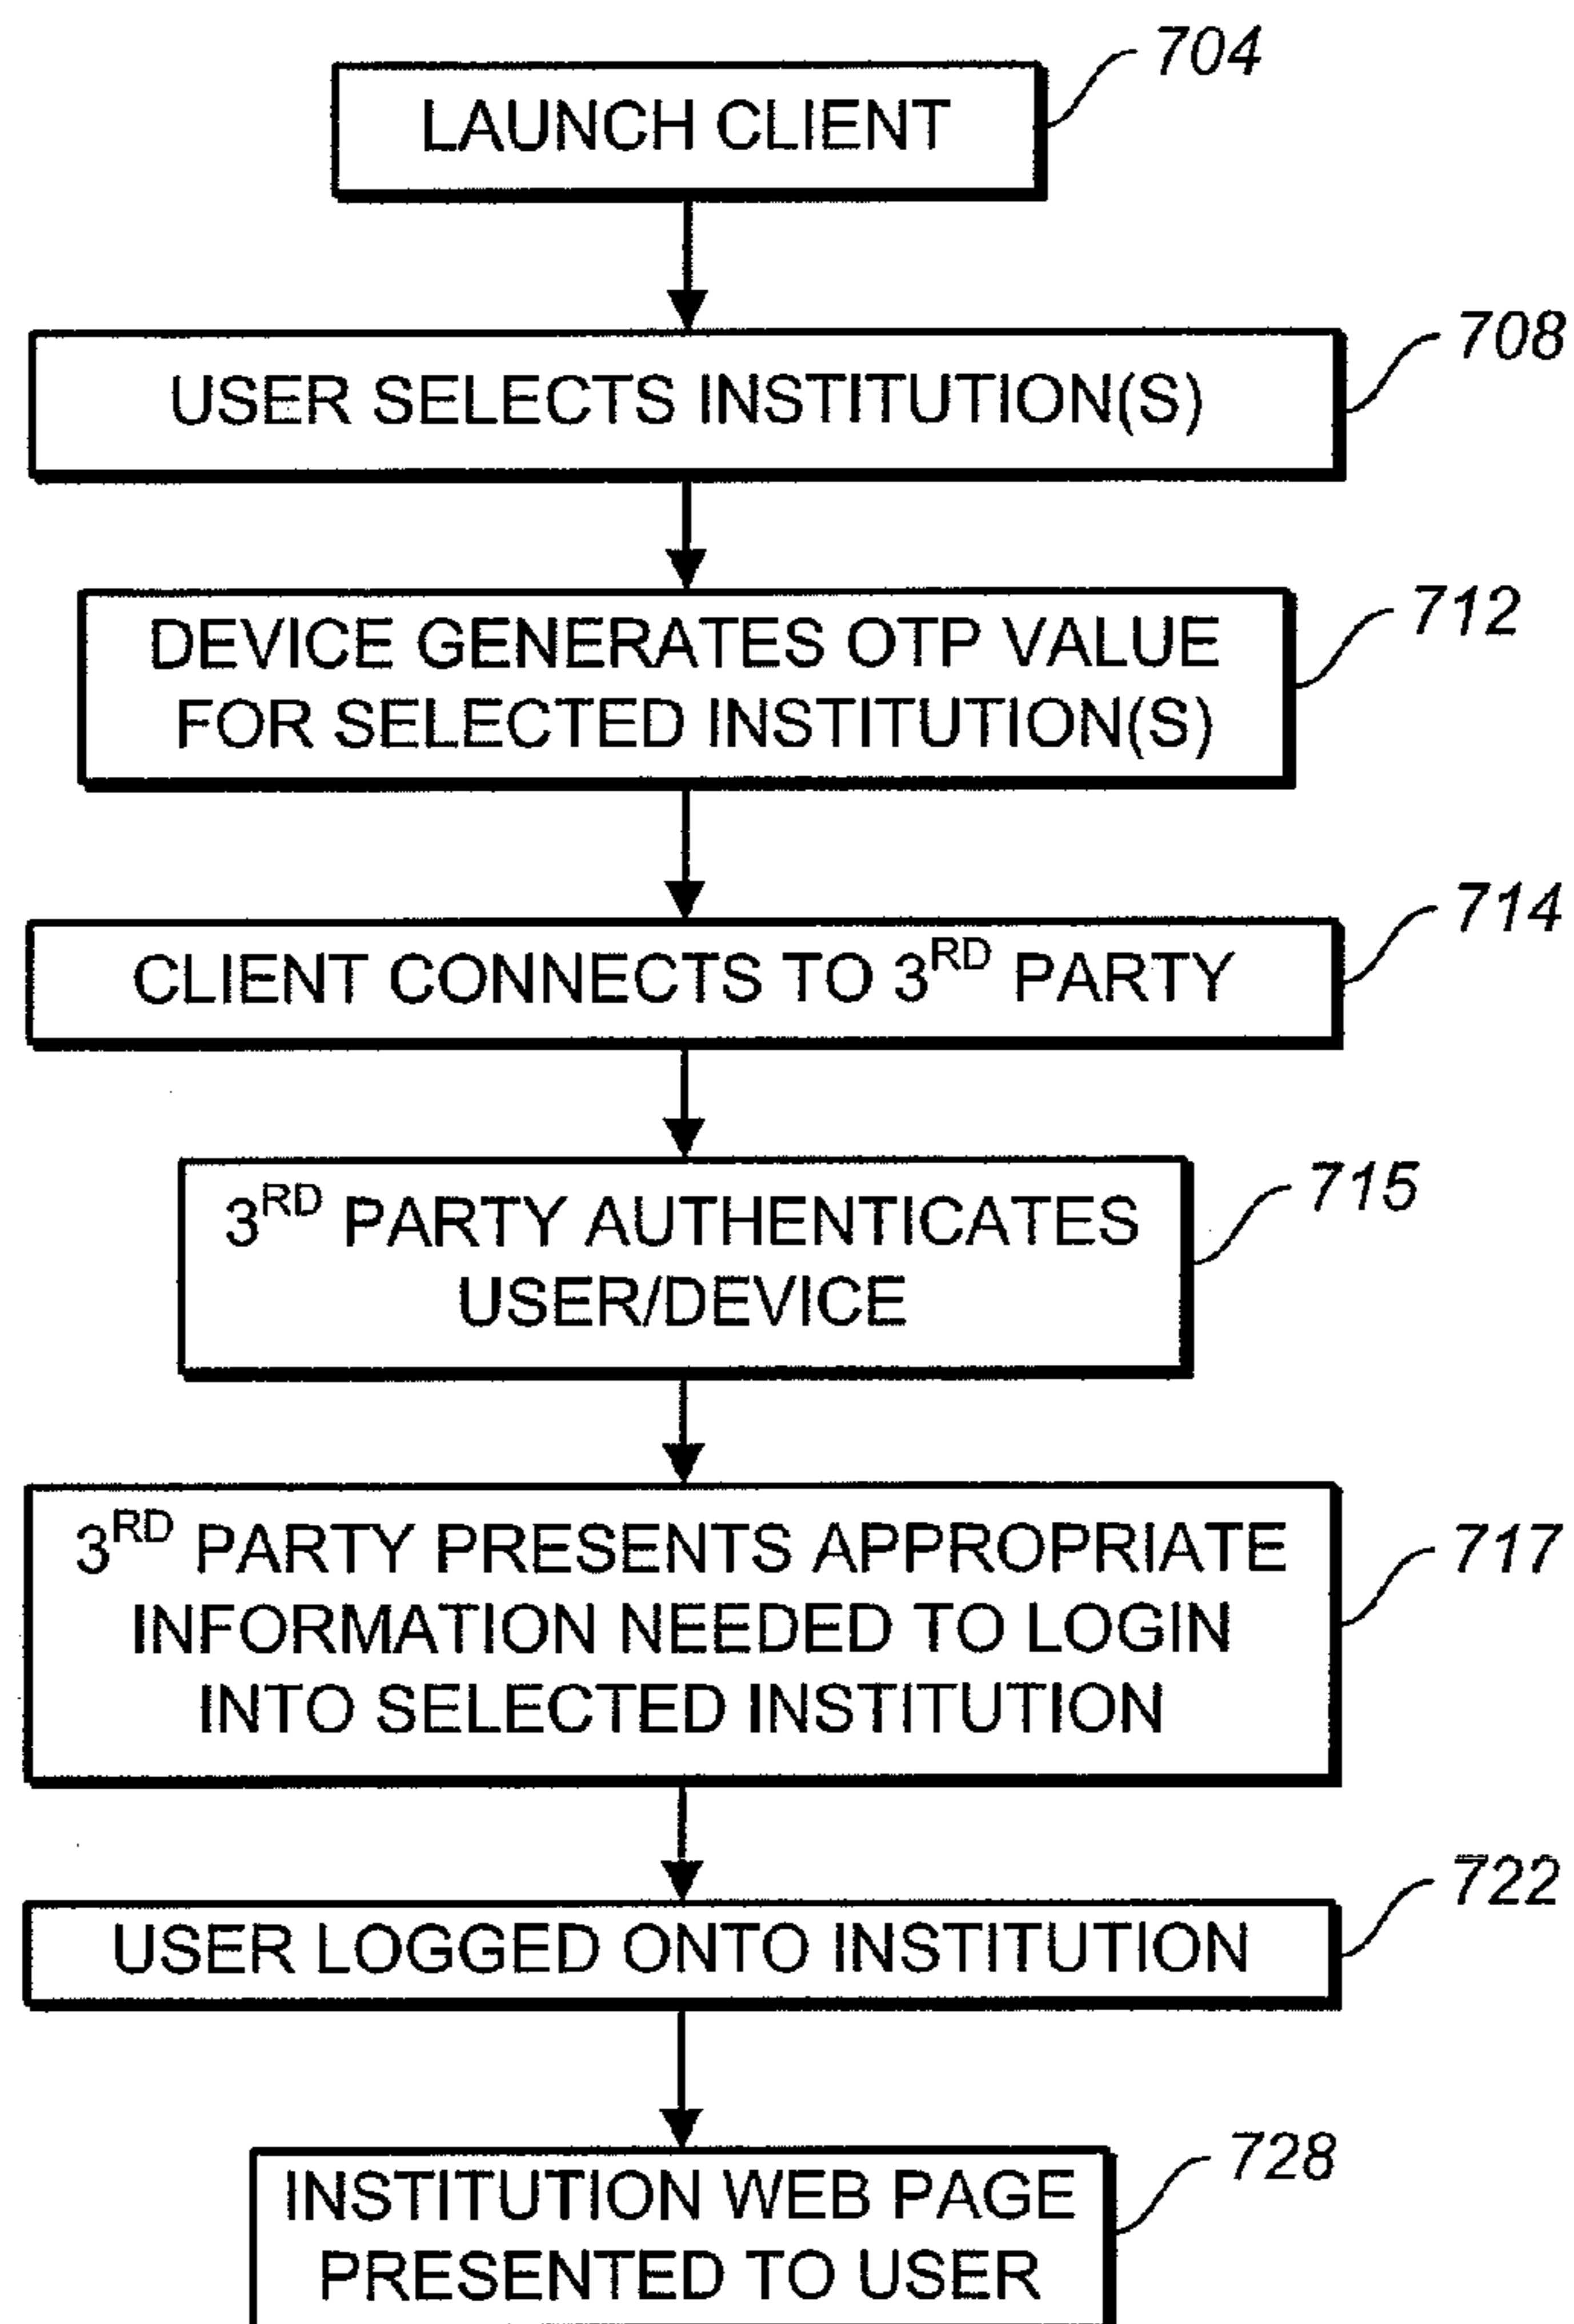 704
LAUNCH CLIENT
708
USER SELECTS INSTITUTION(S)
712
DEVICE GENERATES OTP VALUE
FOR SELECTED INSTITUTION(S)
714
CLIENT CONNECTS TO 3RD PARTY
715
3RD PARTY AUTHENTICATES
USER/DEVICE
717
3RD PARTY PRESENTS APPROPRIATE
INFORMATION NEEDED TO LOGIN
INTO SELECTED INSTITUTION
722
USER LOGGED ONTO INSTITUTION
728
INSTITUTION WEB PAGE
PRESENTED TO USER